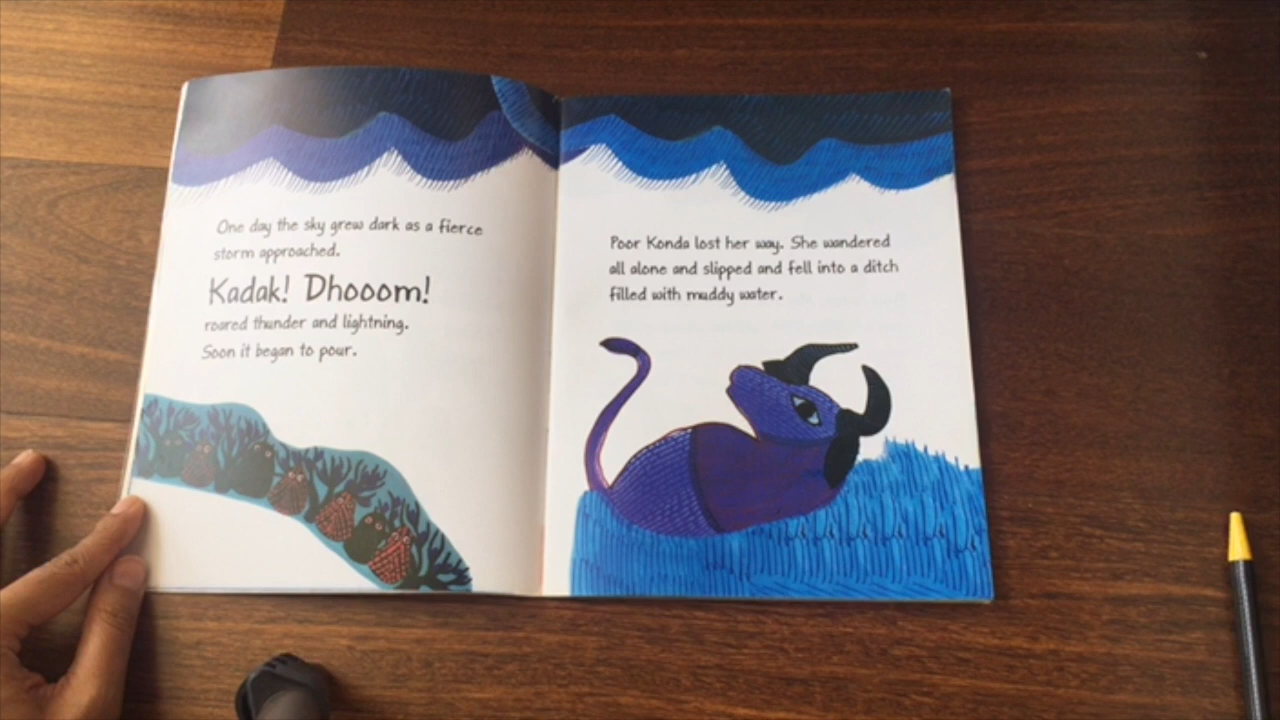 One day the sky grew dark as a fierce
storm approached.
Kadak! Dhooom!
roared thunder and lightning.
Soon it began to pour.
Poor Konda lost her way. She wandered
all alone and slipped and fell into a ditch
filled with muddy water.